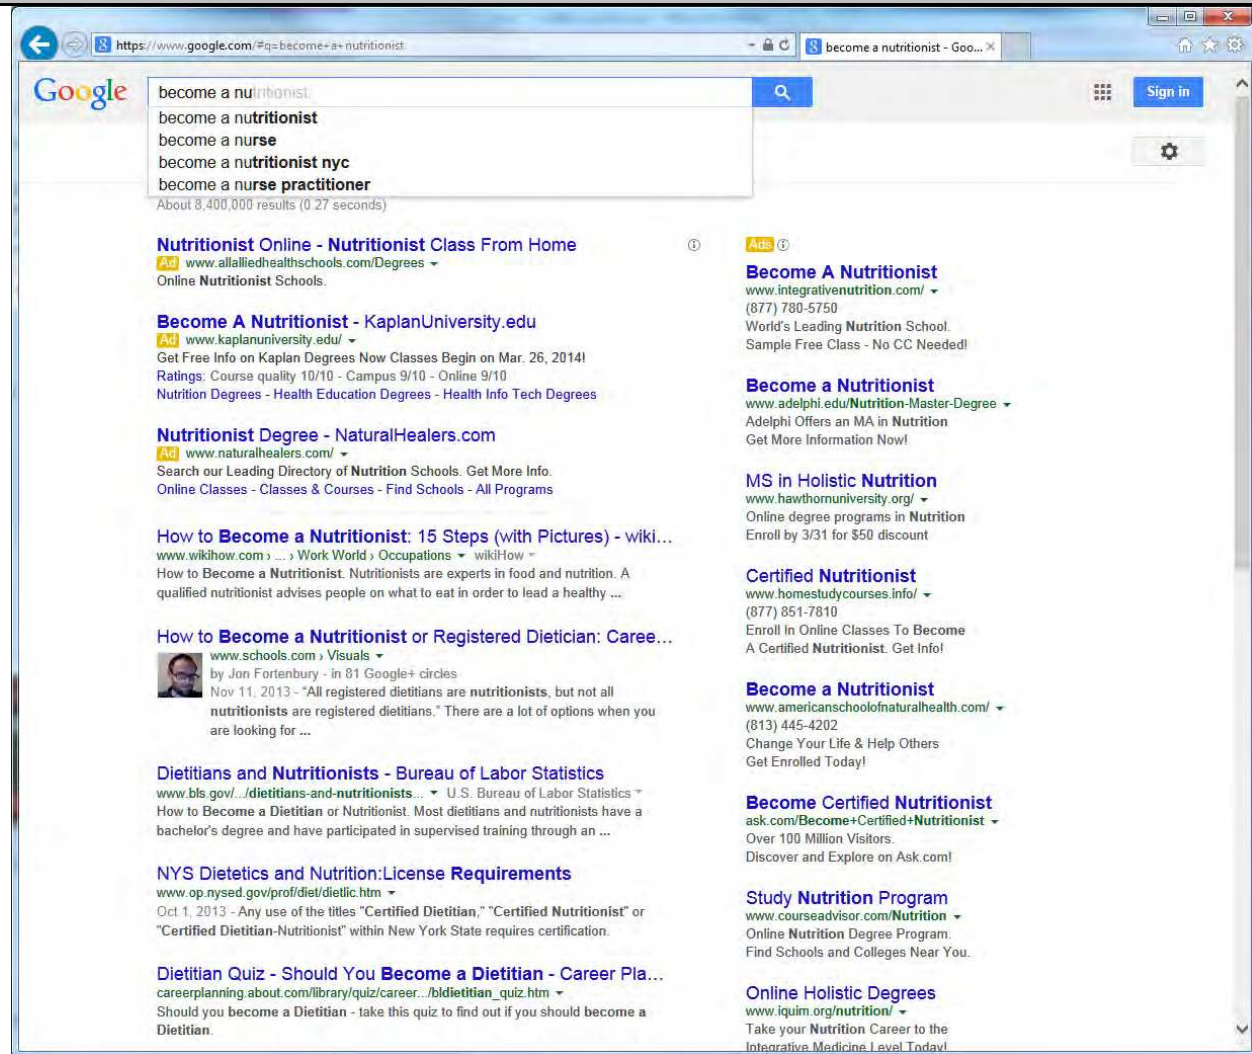 https://www.google.com/#q=become+a+nutritionist
become a nutritionist - Goo...
Google
become a nutritionist
Sign in
become a nutritionist
become a nurse
become a nutritionist nyc
become a nurse practitioner
About 8,400,000 results (0.27 seconds)
Nutritionist Online - Nutritionist Class From Home
Ad www.allalliedhealthschools.com/Degrees
Online Nutritionist Schools.
Become A Nutritionist - KaplanUniversity.edu
Ad www.kaplanuniversity.edu/
Get Free Info on Kaplan Degrees Now Classes Begin on Mar. 26, 2014!
Ratings: Course quality 10/10 - Campus 9/10 - Online 9/10
Nutrition Degrees - Health Education Degrees - Health Info Tech Degrees
Nutritionist Degree - NaturalHealers.com
Ad www.naturalhealers.com/
Search our Leading Directory of Nutrition Schools. Get More Info.
Online Classes - Classes & Courses - Find Schools - All Programs
How to Become a Nutritionist: 15 Steps (with Pictures) - wiki...
www.wikihow.com › ... › Work World › Occupations wikiHow
How to Become a Nutritionist. Nutritionists are experts in food and nutrition. A
qualified nutritionist advises people on what to eat in order to lead a healthy ...
How to Become a Nutritionist or Registered Dietician: Caree...
www.schools.com › Visuals
by Jon Fortenbury - in 81 Google+ circles
Nov 11, 2013 - "All registered dietitians are nutritionists, but not all
nutritionists are registered dietitians." There are a lot of options when you
are looking for ...
Dietitians and Nutritionists - Bureau of Labor Statistics
www.bls.gov/.../dietitians-and-nutritionists... U.S. Bureau of Labor Statistics
How to Become a Dietitian or Nutritionist. Most dietitians and nutritionists have a
bachelor's degree and have participated in supervised training through an ...
NYS Dietetics and Nutrition:License Requirements
www.op.nysed.gov/prof/diet/dietlic.htm
Oct 1, 2013 - Any use of the titles "Certified Dietitian," "Certified Nutritionist" or
"Certified Dietitian-Nutritionist" within New York State requires certification.
Dietitian Quiz - Should You Become a Dietitian - Career Pla...
careerplanning.about.com/library/quiz/career.../bldietitian_quiz.htm
Should you become a Dietitian - take this quiz to find out if you should become a
Dietitian.
Ads
Become A Nutritionist
www.integrativenutrition.com/
(877) 780-5750
World's Leading Nutrition School.
Sample Free Class - No CC Needed!
Become a Nutritionist
www.adelphi.edu/Nutrition-Master-Degree
Adelphi Offers an MA in Nutrition
Get More Information Now!
MS in Holistic Nutrition
www.hawthornuniversity.org/
Online degree programs in Nutrition
Enroll by 3/31 for $50 discount
Certified Nutritionist
www.homestudycourses.info/
(877) 851-7810
Enroll In Online Classes To Become
A Certified Nutritionist. Get Info!
Become a Nutritionist
www.americanschoolofnaturalhealth.com/
(813) 445-4202
Change Your Life & Help Others
Get Enrolled Today!
Become Certified Nutritionist
ask.com/Become+Certified+Nutritionist
Over 100 Million Visitors.
Discover and Explore on Ask.com!
Study Nutrition Program
www.courseadvisor.com/Nutrition
Online Nutrition Degree Program.
Find Schools and Colleges Near You.
Online Holistic Degrees
www.iquim.org/nutrition/
Take your Nutrition Career to the
Integrative Medicine Level Today!